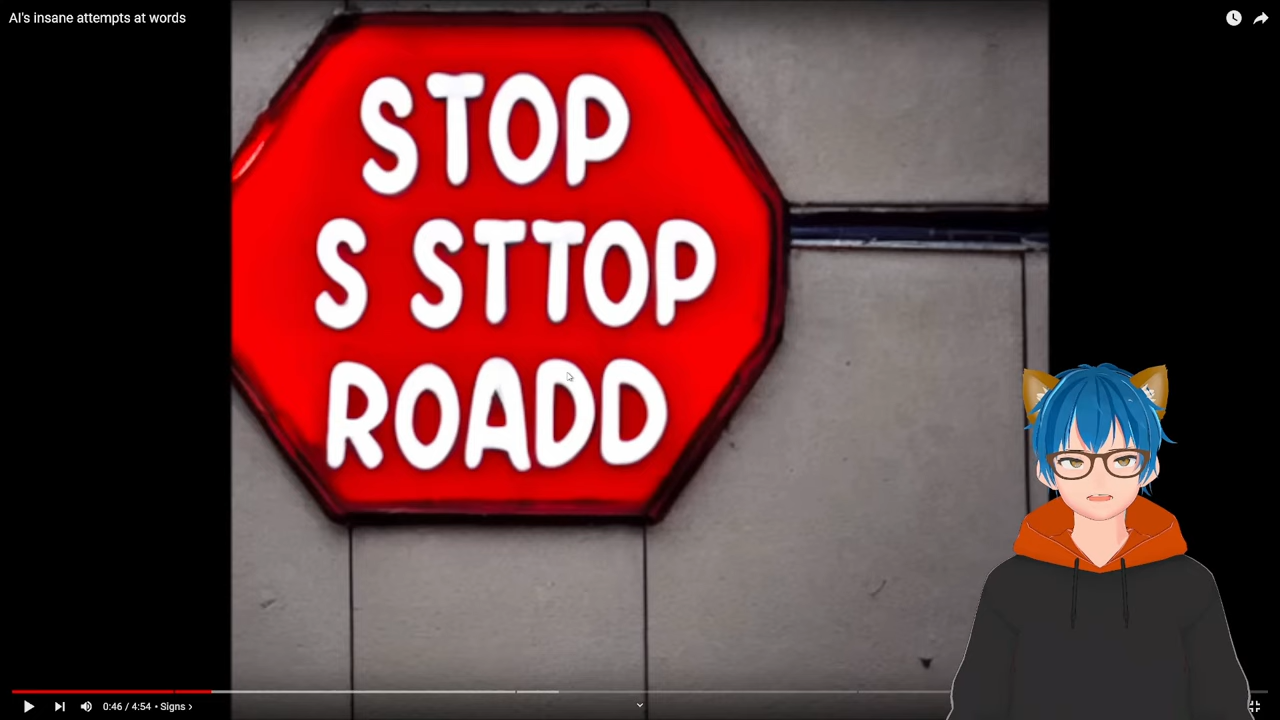 AI's insane attempts at words
STOP
S STTOP
ROADD
0:46 / 4:54 • Signs ›